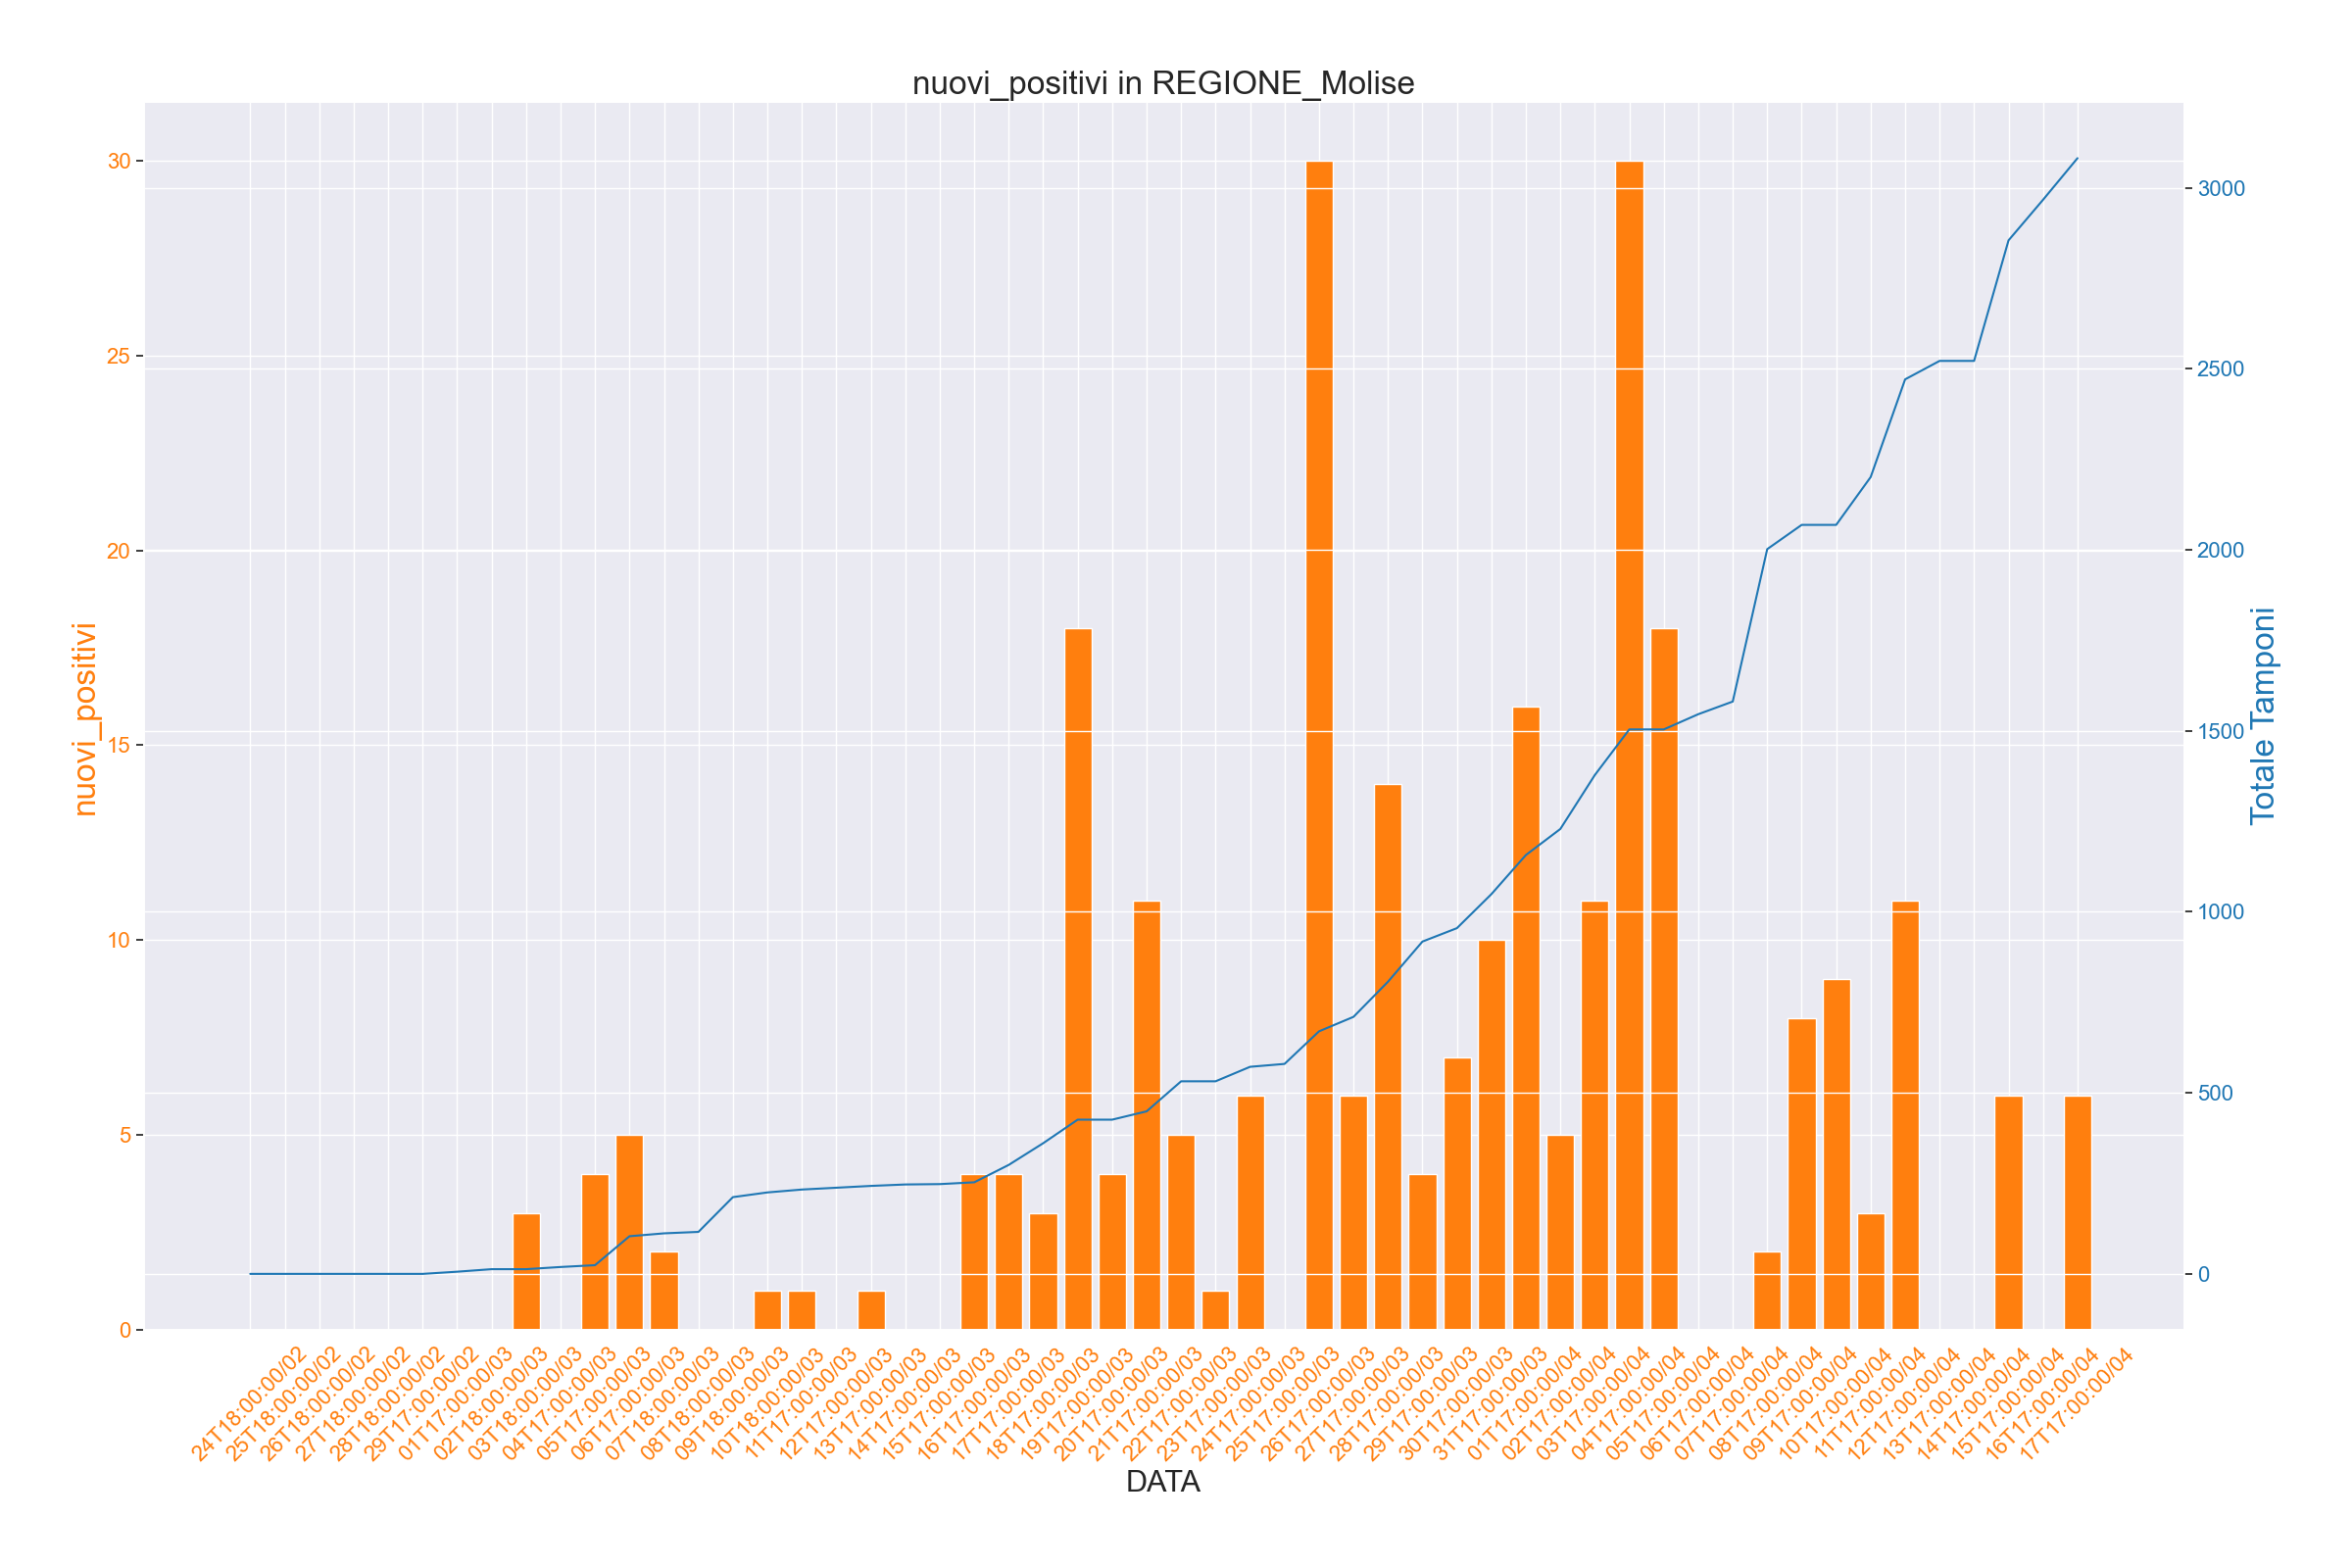 nuovi_positivi in REGIONE_Molise
30
25
20
15
10
5
0
nuovi_positivi
3000
2500
2000
1500
1000
500
0
Totale Tamponi
24T18:00:00/02
25T18:00:00/02
26T18:00:00/02
27T18:00:00/02
28T18:00:00/02
29T17:00:00/02
01T17:00:00/03
02T18:00:00/03
03T18:00:00/03
04T17:00:00/03
05T17:00:00/03
06T17:00:00/03
07T18:00:00/03
08T18:00:00/03
09T18:00:00/03
10T18:00:00/03
11T17:00:00/03
12T17:00:00/03
13T17:00:00/03
14T17:00:00/03
15T17:00:00/03
16T17:00:00/03
17T17:00:00/03
18T17:00:00/03
19T17:00:00/03
20T17:00:00/03
21T17:00:00/03
22T17:00:00/03
23T17:00:00/03
24T17:00:00/03
25T17:00:00/03
26T17:00:00/03
27T17:00:00/03
28T17:00:00/03
29T17:00:00/03
30T17:00:00/03
31T17:00:00/03
01T17:00:00/04
02T17:00:00/04
03T17:00:00/04
04T17:00:00/04
05T17:00:00/04
06T17:00:00/04
07T17:00:00/04
08T17:00:00/04
09T17:00:00/04
10T17:00:00/04
11T17:00:00/04
12T17:00:00/04
13T17:00:00/04
14T17:00:00/04
15T17:00:00/04
16T17:00:00/04
17T17:00:00/04
DATA